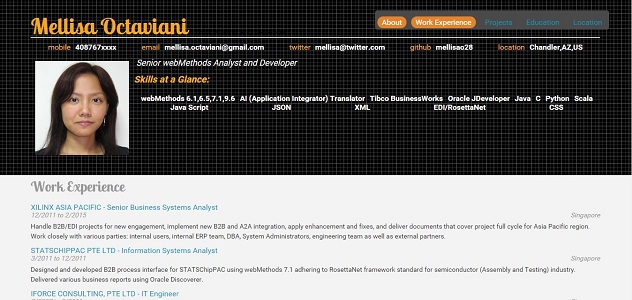 Mellisa Octaviani
About Work Experience Projects Education Location
mobile 408767xxxx email mellisa.octaviani@gmail.com twitter mellisa@twitter.com github mellisao28 location Chandler,AZ,US
Senior webMethods Analyst and Developer
Skills at a Glance:
webMethods 6.1,6.5,7.1,9.6 AI (Application Integrator) Translator Tibco BusinessWorks Oracle JDeveloper Java C Python Scala
Java Script JSON XML EDI/RosettaNet CSS
Work Experience
XILINX ASIA PACIFIC - Senior Business Systems Analyst
12/2011 to 2/2015 Singapore
Handle B2B/EDI projects for new engagement, implement new B2B and A2A integration, apply enhancement and fixes, and deliver documents that cover project full cycle for Asia Pacific region.
Work closely with various parties: internal users, internal ERP team, DBA, System Administrators, engineering team as well as external partners.
STATSCHIPPAC PTE LTD - Information Systems Analyst
3/2011 to 12/2011 Singapore
Designed and developed B2B process interface for STATSChipPAC using webMethods 7.1 adhering to RosettaNet framework standard for semiconductor (Assembly and Testing) industry.
Delivered various business reports using Oracle Discoverer.
IFORCE CONSULTING, PTE LTD - IT Engineer